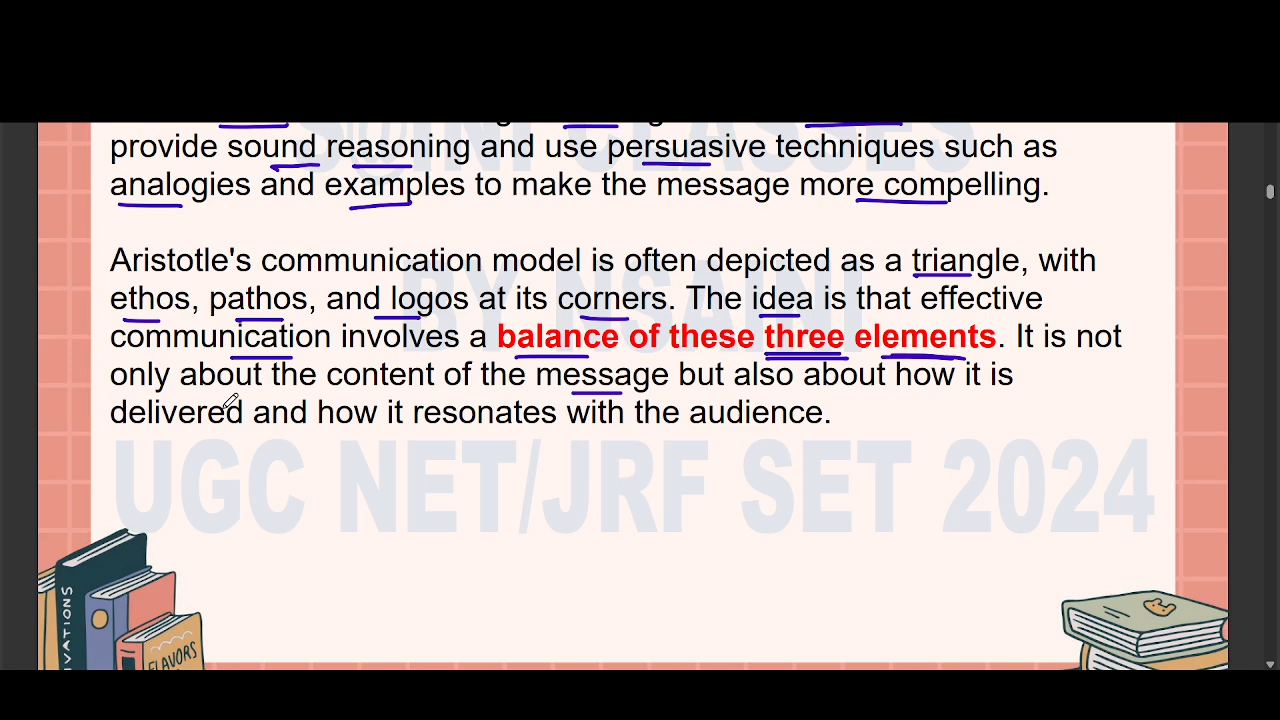 provide sound reasoning and use persuasive techniques such as
analogies and examples to make the message more compelling.
Aristotle's communication model is often depicted as a triangle, with
ethos, pathos, and logos at its corners. The idea is that effective
communication involves a balance of these three elements. It is not
only about the content of the message but also about how it is
delivered and how it resonates with the audience.
BY NSAINI
UGC NET/JRF SET 2024
FLAVORS